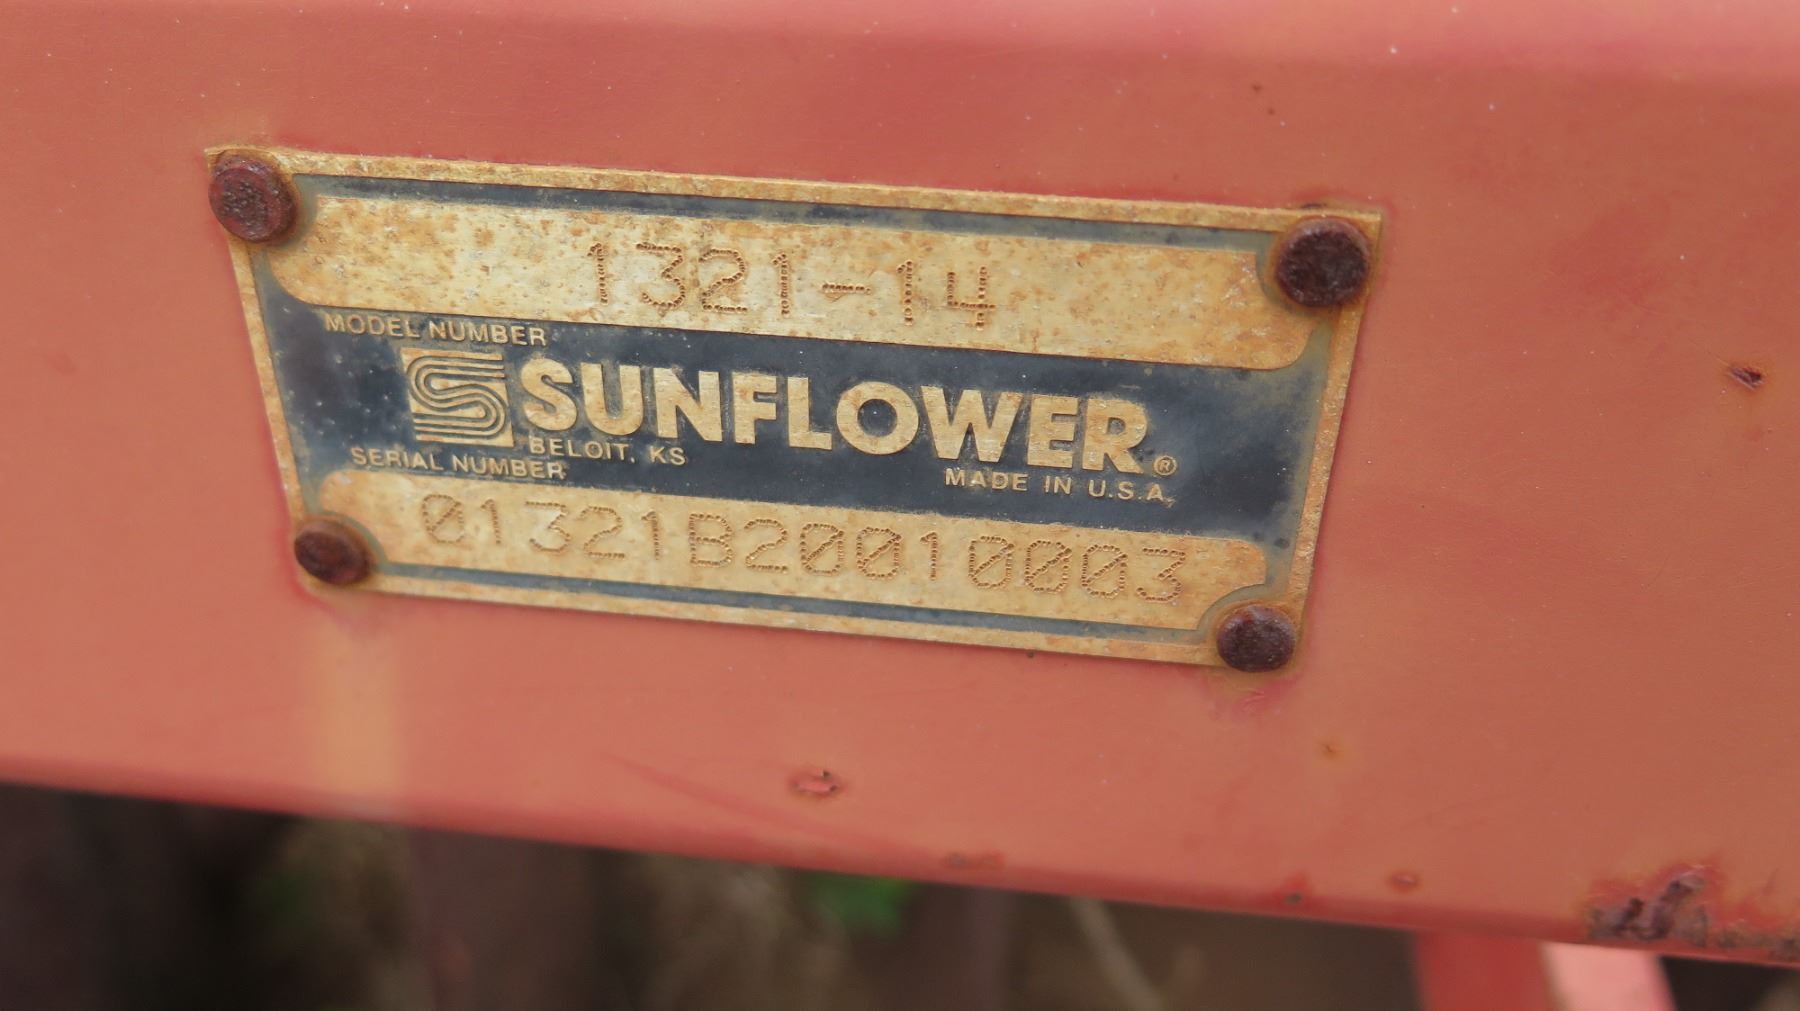 1321-14
MODEL NUMBER
SUNFLOWER®
BELOIT, KS
MADE IN U.S.A.
SERIAL NUMBER
01321B20010003